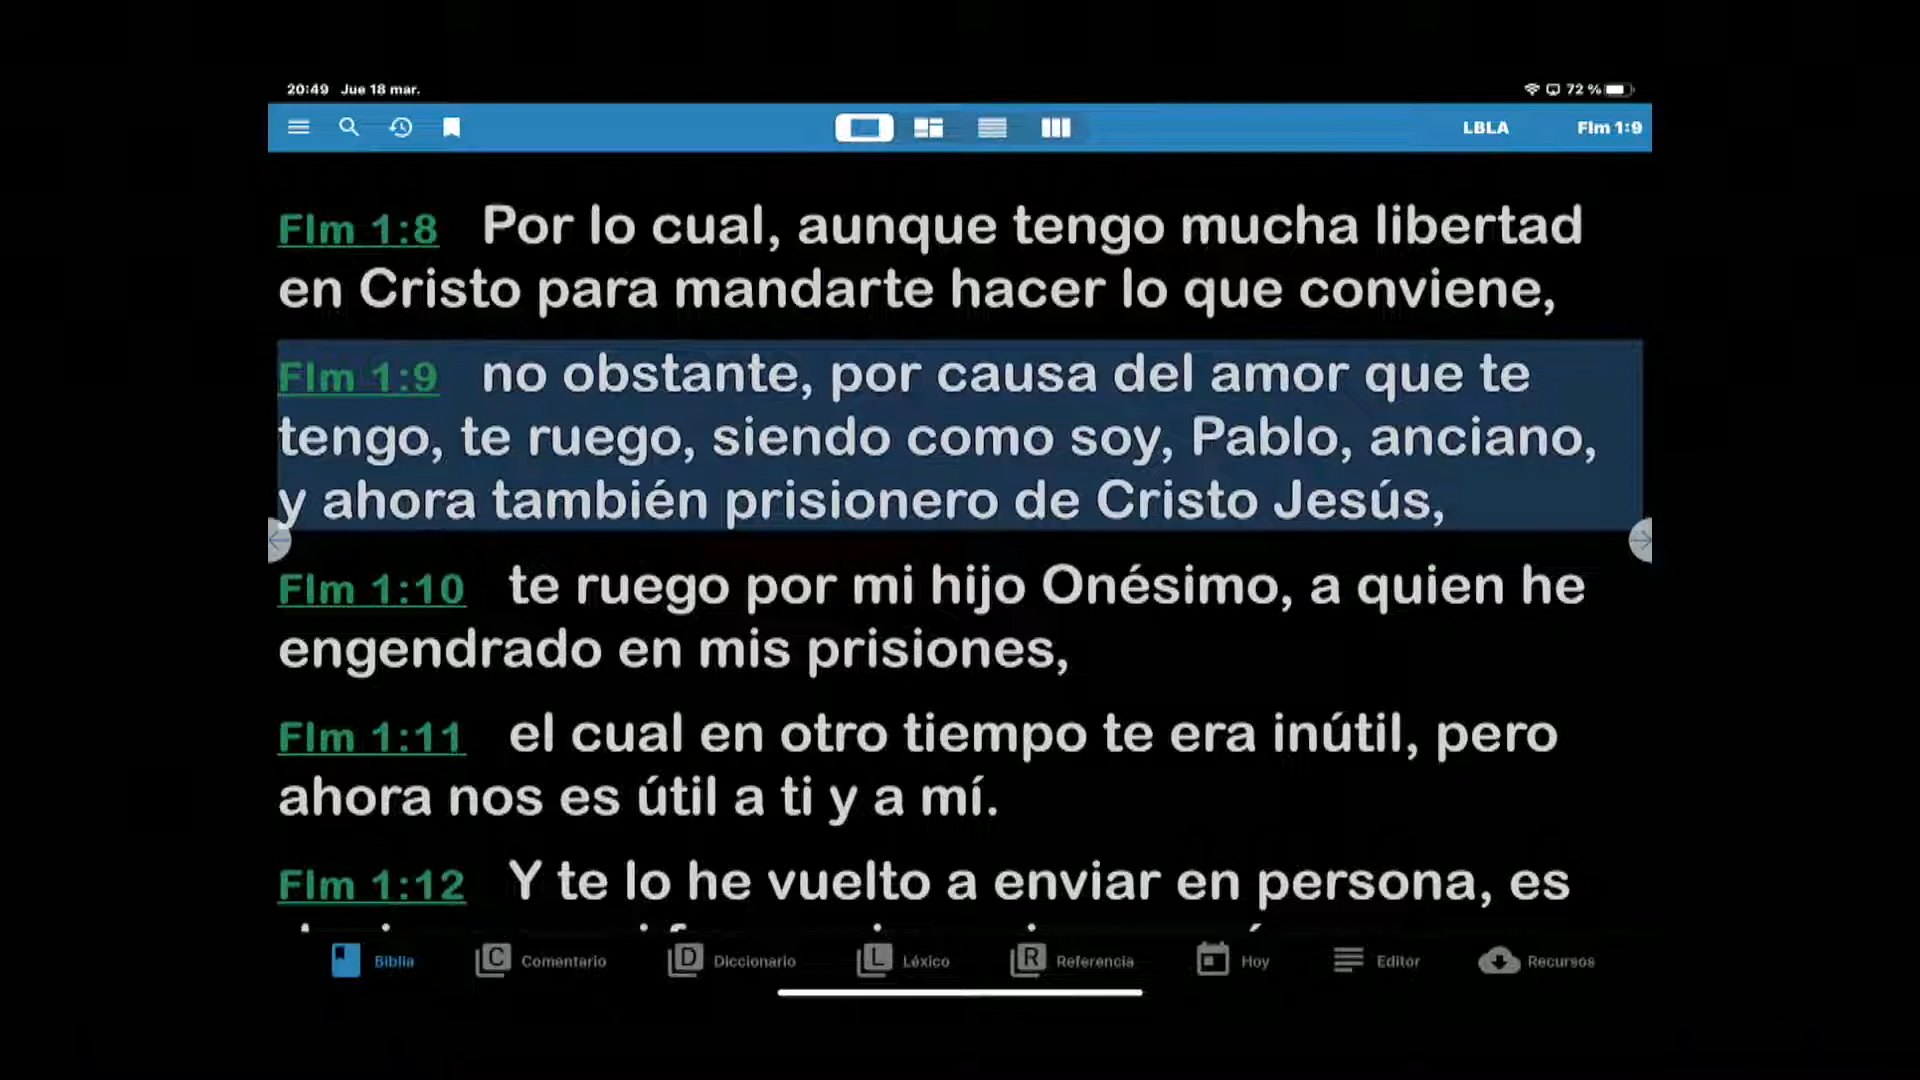 20:49 Jue 18 mar.
72 %
LBLA Flm 1:9
Flm 1:8 Por lo cual, aunque tengo mucha libertad
en Cristo para mandarte hacer lo que conviene,
Flm 1:9 no obstante, por causa del amor que te
tengo, te ruego, siendo como soy, Pablo, anciano,
y ahora también prisionero de Cristo Jesús,
Flm 1:10 te ruego por mi hijo Onésimo, a quien he
engendrado en mis prisiones,
Flm 1:11 el cual en otro tiempo te era inútil, pero
ahora nos es útil a ti y a mí.
Flm 1:12 Y te lo he vuelto a enviar en persona, es
Biblia C Comentario D Diccionario L Léxico R Referencia Hoy Editor Recursos